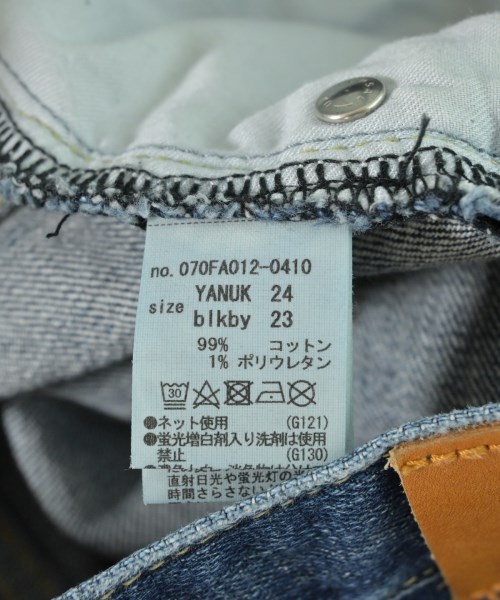 no. 070FA012-0410
size
YANUK 24
blkby 23
99% コットン
1% ポリウレタン
30
●ネット使用 (G121)
●蛍光増白剤入り洗剤は使用
禁止 (G130)
直射日光や蛍光灯の光
時間さらさない